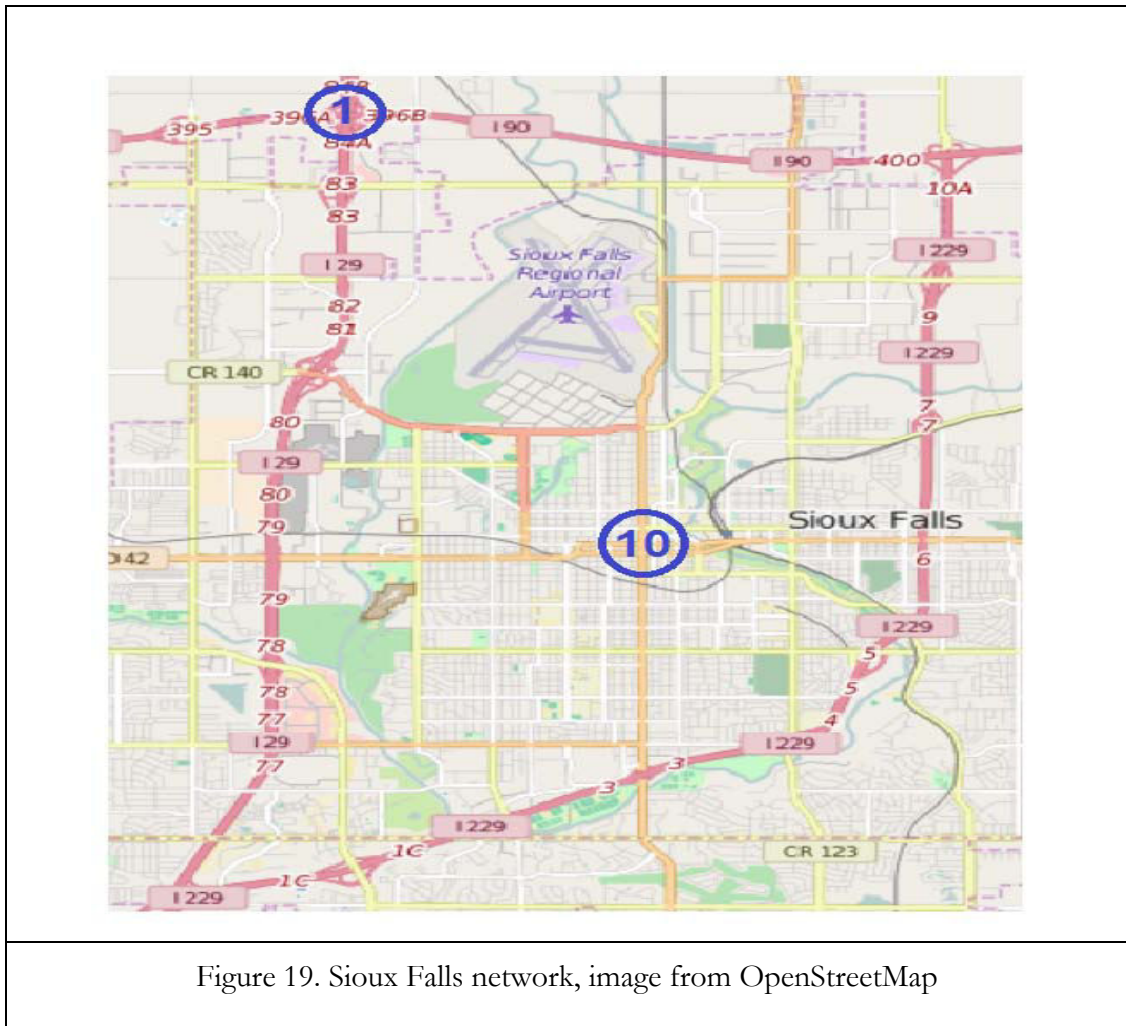 84B
1
396A
396B
395
84A
I 90
I 90
400
10A
83
83
I 229
I 29
Sioux Falls
Regional
Airport
82
81
9
I 229
CR 140
80
7
7
I 29
80
79
Sioux Falls
10
42
6
79
I 229
78
5
78
5
77
4
I 29
I 229
77
3
3
I 229
1C
CR 123
1C
I 229
Figure 19. Sioux Falls network, image from OpenStreetMap